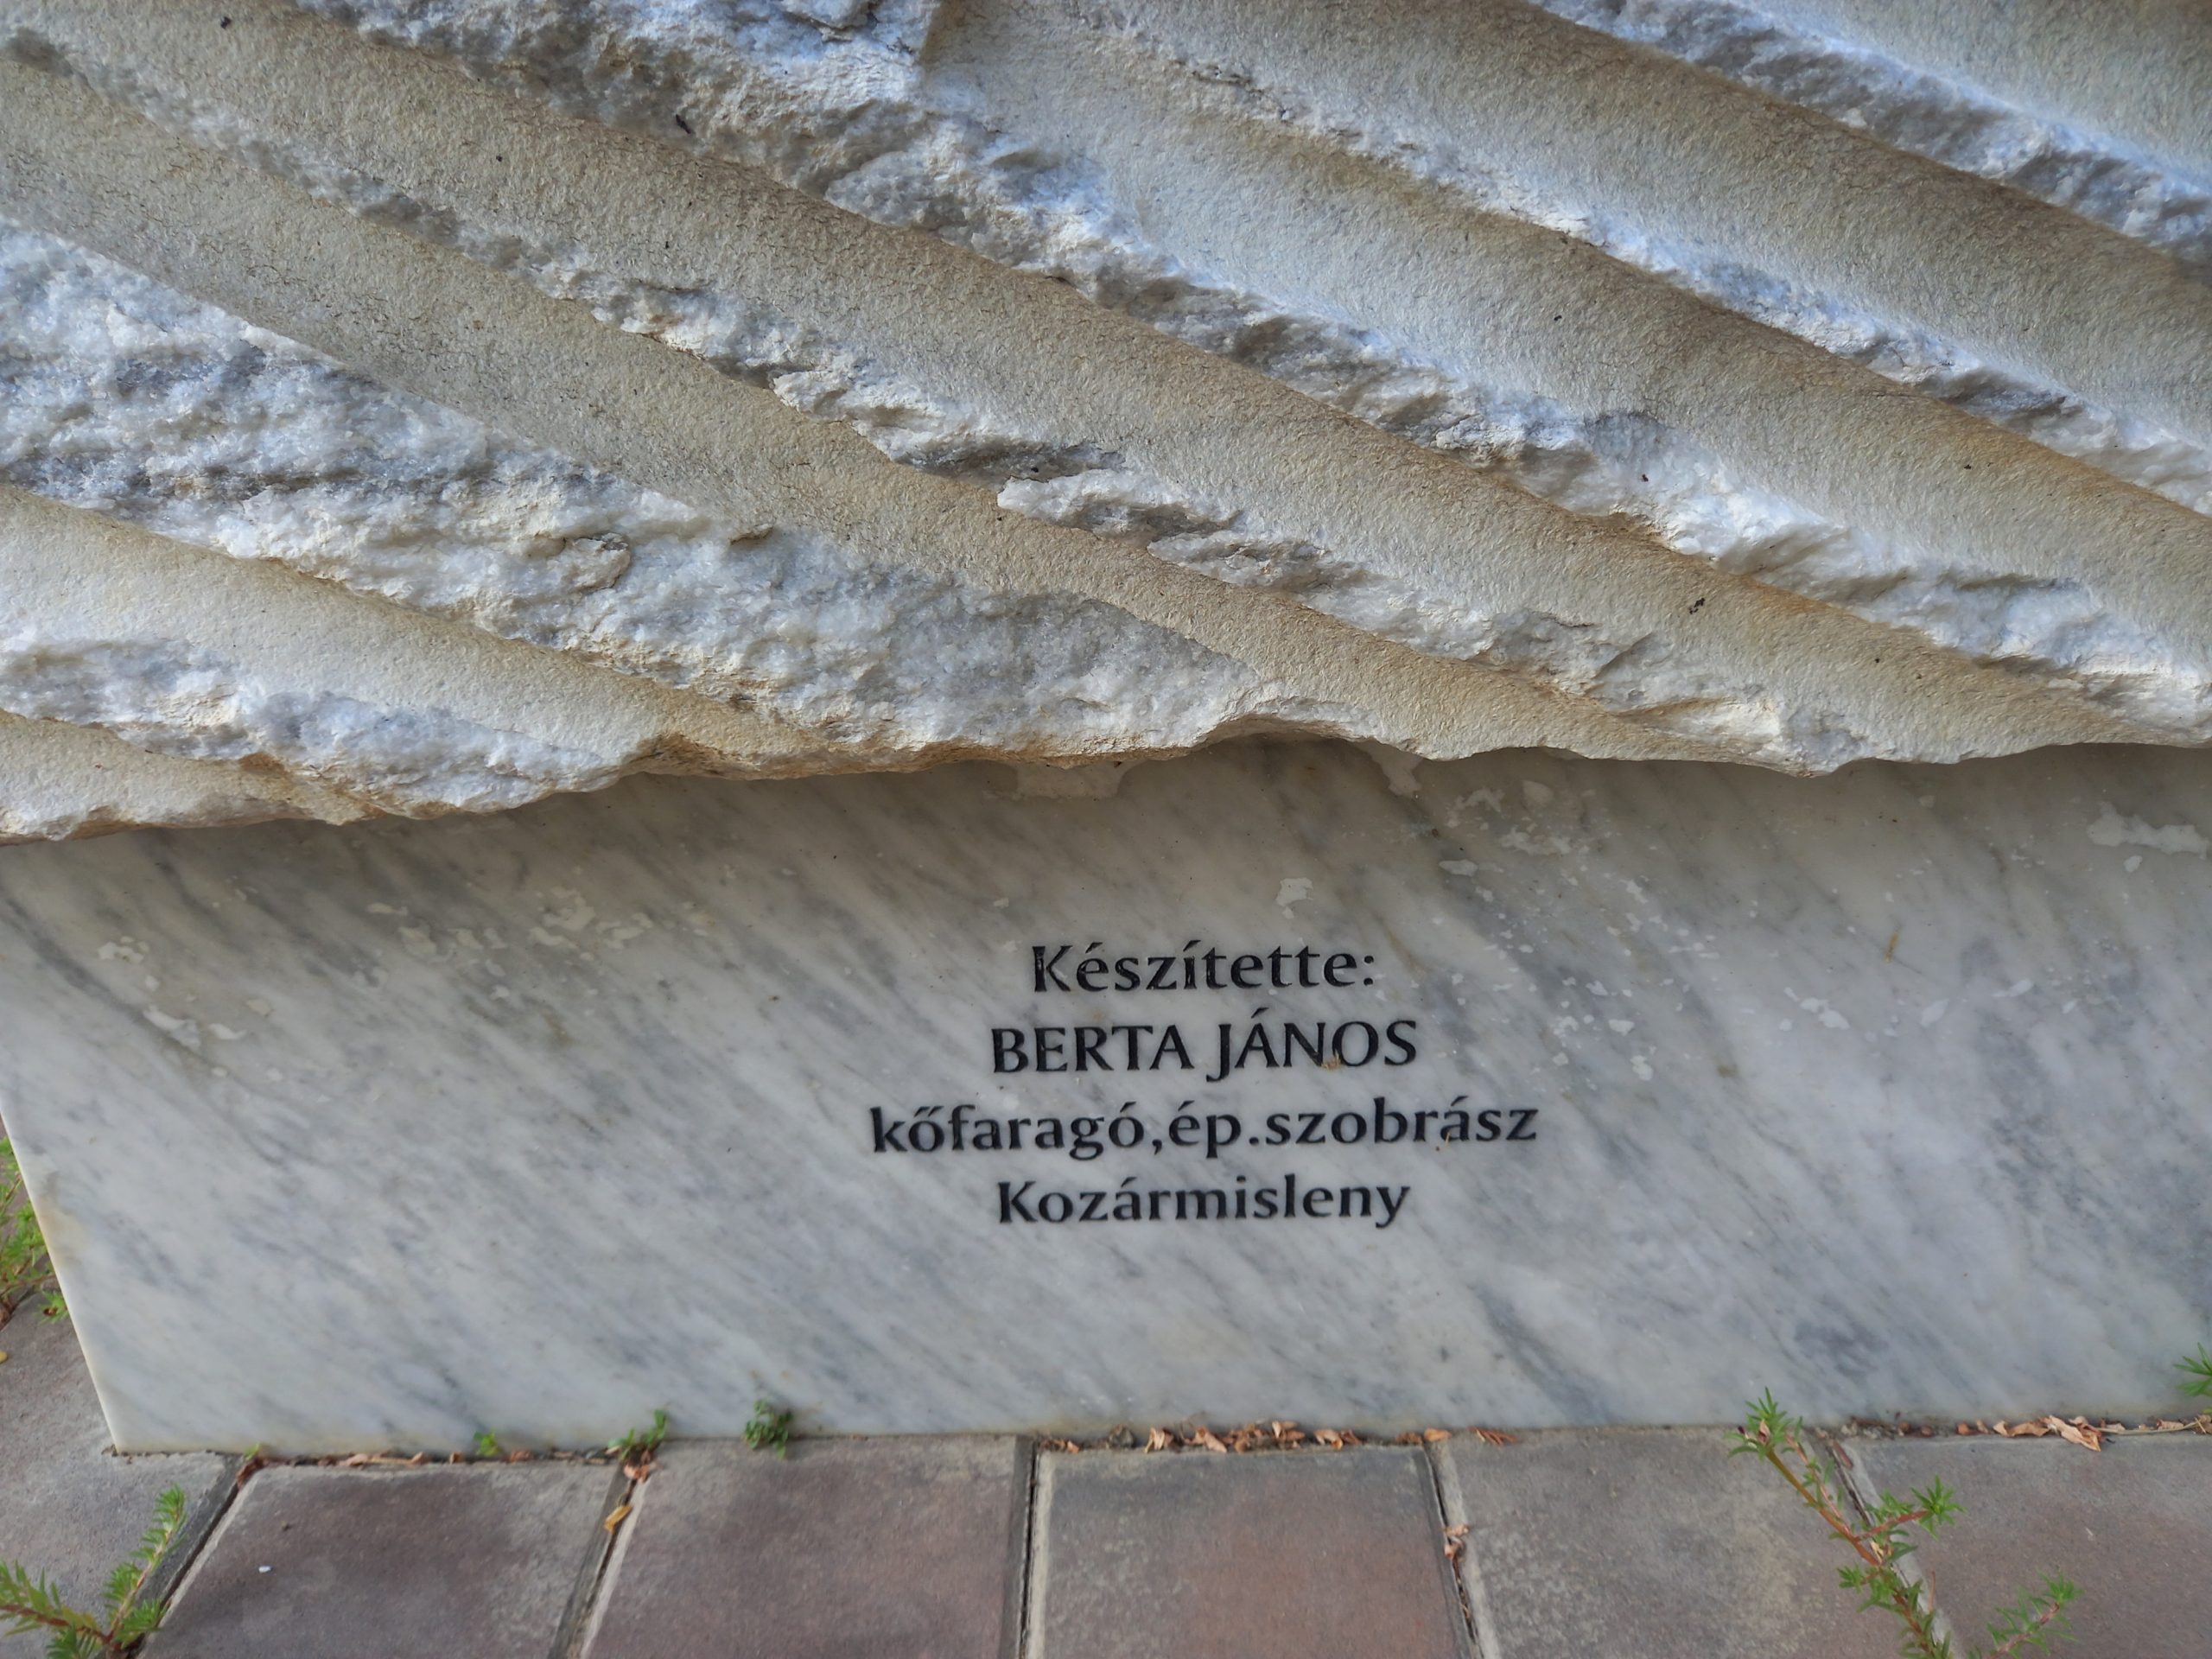 Készítette:
BERTA JÁNOS
kőfaragó,ép.szobrász
Kozármisleny